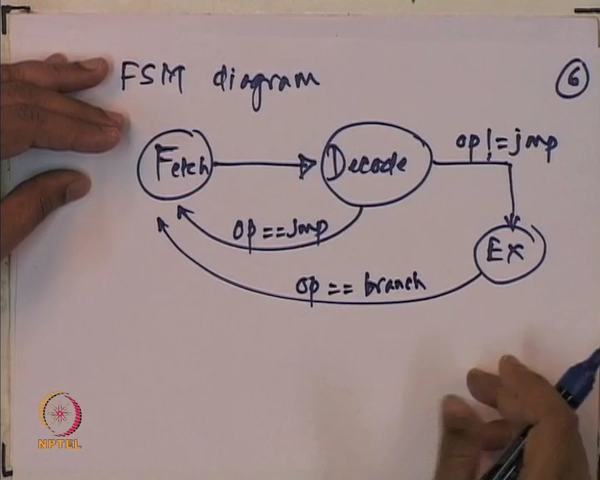 FSM diagram
6
Fetch
Decode
op!=jmp
op==jmp
Ex
op == branch
NPTEL